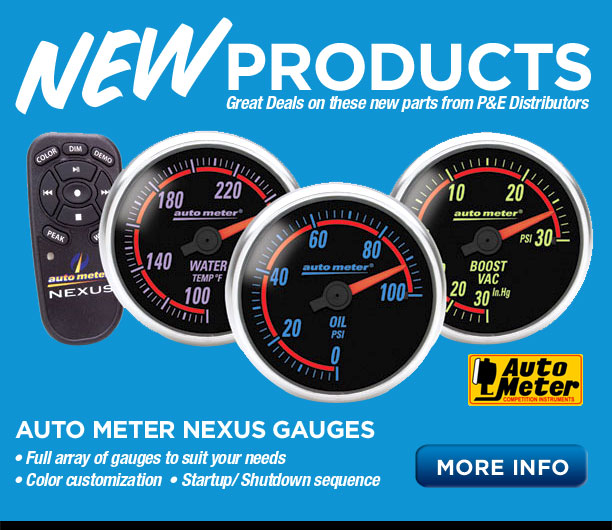 NEW PRODUCTS
Great Deals on these new parts from P&E Distributors
COLOR DIM DEMO
PEAK
auto meter
NEXUS
180 220
auto meter®
140 WATER
TEMP °F
100
60 80
40 auto meter® 100
20 OIL
PSI
0
10 20
auto meter®
PSI 30
BOOST
VAC
20 30 In.Hg
Auto
Meter
COMPETITION INSTRUMENTS
AUTO METER NEXUS GAUGES
• Full array of gauges to suit your needs
• Color customization • Startup/ Shutdown sequence
MORE INFO